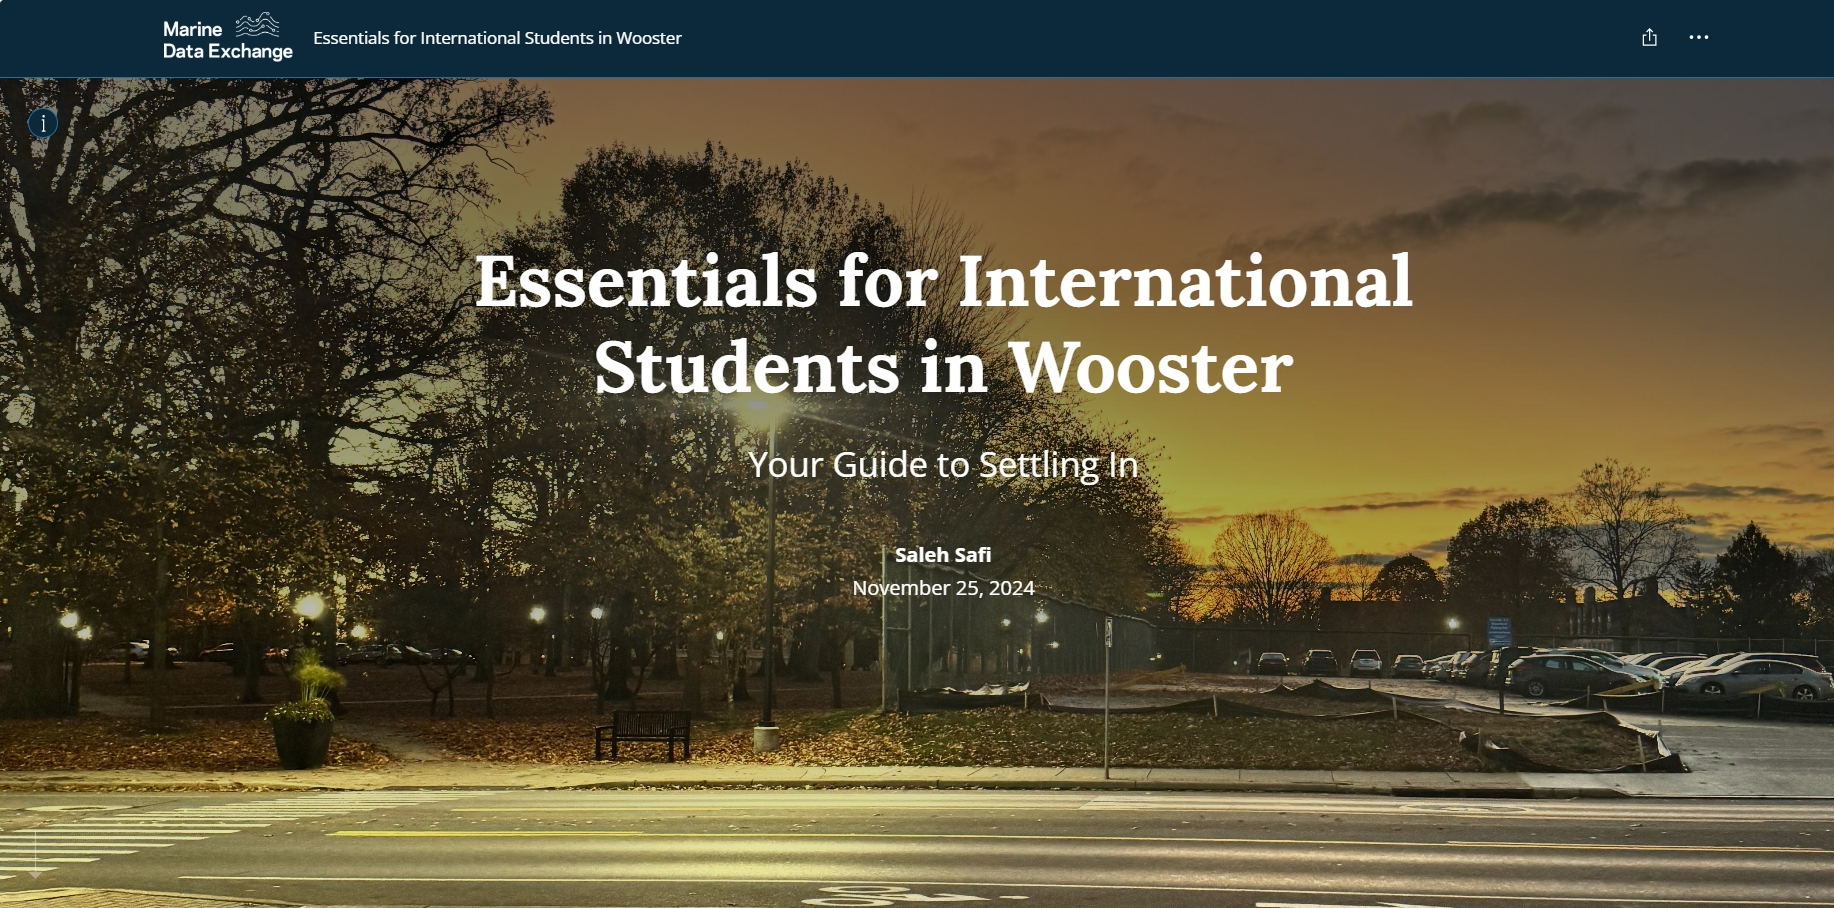 Marine
Data Exchange
Essentials for International Students in Wooster
i
Essentials for International
Students in Wooster
Your Guide to Settling In
Saleh Safi
November 25, 2024